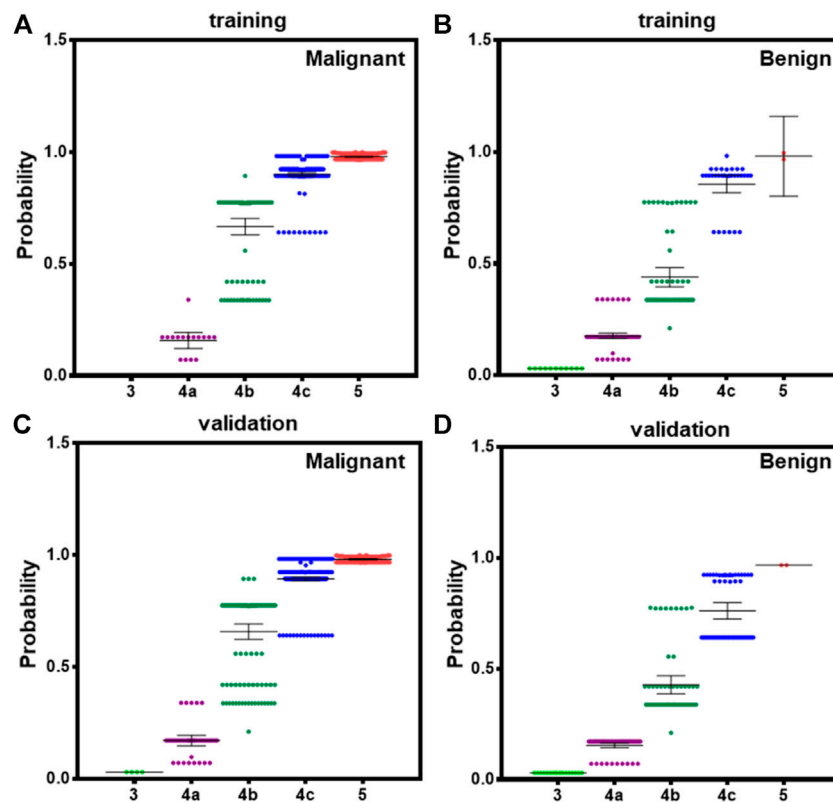 A training
Malignant
Probability
1.5
1.0
0.5
0.0
3 4a 4b 4c 5
B training
Benign
Probability
1.5
1.0
0.5
0.0
3 4a 4b 4c 5
C validation
Malignant
Probability
1.5
1.0
0.5
0.0
3 4a 4b 4c 5
D validation
Benign
Probability
1.5
1.0
0.5
0.0
3 4a 4b 4c 5